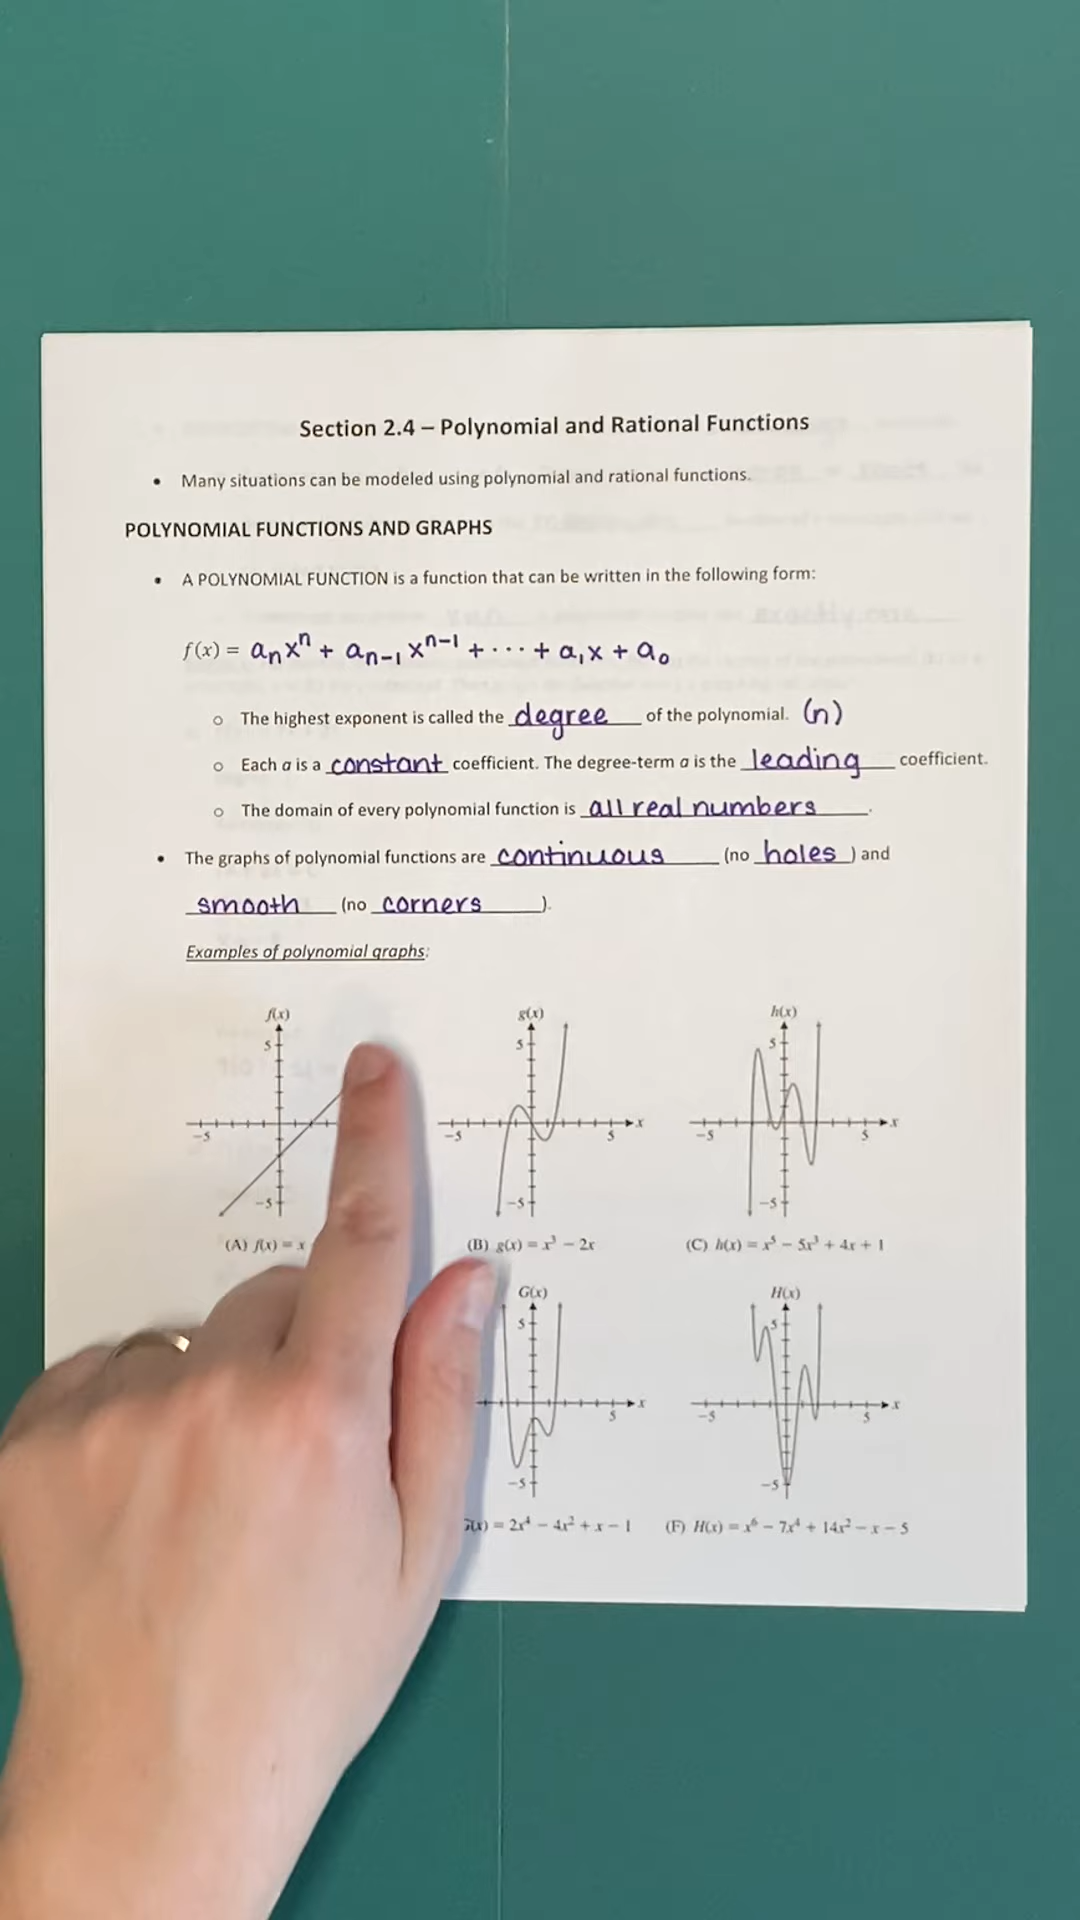 Section 2.4 – Polynomial and Rational Functions
• Many situations can be modeled using polynomial and rational functions.
POLYNOMIAL FUNCTIONS AND GRAPHS
• A POLYNOMIAL FUNCTION is a function that can be written in the following form:
f(x) = aₙxⁿ + aₙ₋₁xⁿ⁻¹ + ··· + a₁x + a₀
o The highest exponent is called the degree of the polynomial. (n)
o Each a is a constant coefficient. The degree-term a is the leading coefficient.
o The domain of every polynomial function is all real numbers.
• The graphs of polynomial functions are continuous (no holes) and
smooth (no corners).
Examples of polynomial graphs:
f(x) g(x) h(x)
5 5 5
x x
-5 -5 5 -5 5
-5 -5 -5
(A) f(x) = x (B) g(x) = x³ − 2x (C) h(x) = x⁵ − 5x³ + 4x + 1
G(x) H(x)
5 5
x x
5 -5 5
-5 -5
(x) = 2x⁴ − 4x² + x − 1 (F) H(x) = x⁶ − 7x⁴ + 14x² − x − 5